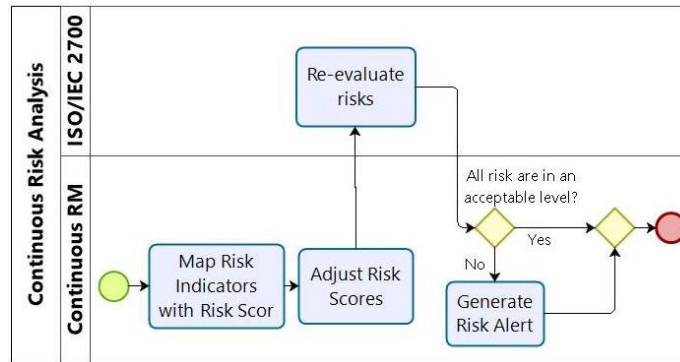 Continuous Risk Analysis
ISO/IEC 2700
Continuous RM
Re-evaluate
risks
All risk are in an
acceptable level?
Map Risk
Indicators
with Risk Scor
Adjust Risk
Scores
Yes
No
Generate
Risk Alert